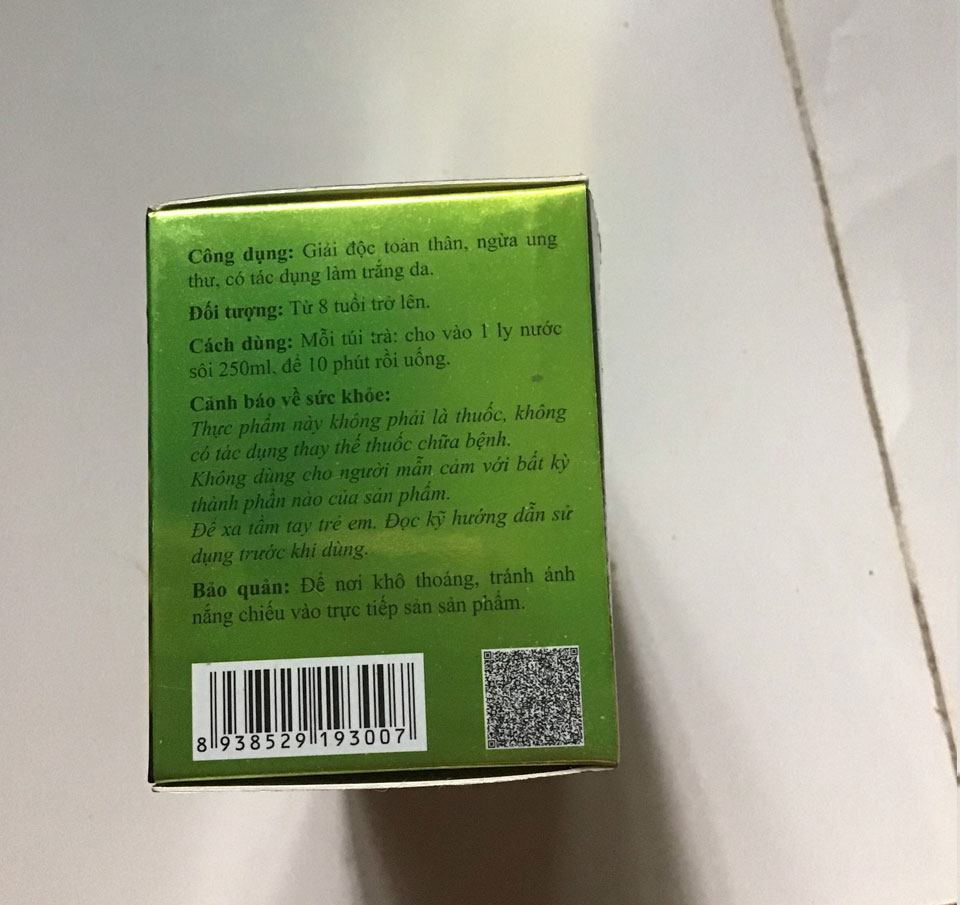 Công dụng: Giải độc toàn thân, ngừa ung
thư, có tác dụng làm trắng da.
Đối tượng: Từ 8 tuổi trở lên.
Cách dùng: Mỗi túi trà: cho vào 1 ly nước
sôi 250ml, để 10 phút rồi uống.
Cảnh báo về sức khỏe:
Thực phẩm này không phải là thuốc, không
có tác dụng thay thế thuốc chữa bệnh.
Không dùng cho người mẫn cảm với bất kỳ
thành phần nào của sản phẩm.
Để xa tầm tay trẻ em. Đọc kỹ hướng dẫn sử
dụng trước khi dùng.
Bảo quản: Để nơi khô thoáng, tránh ánh
nắng chiếu vào trực tiếp sản sản phẩm.
8 938529 193007